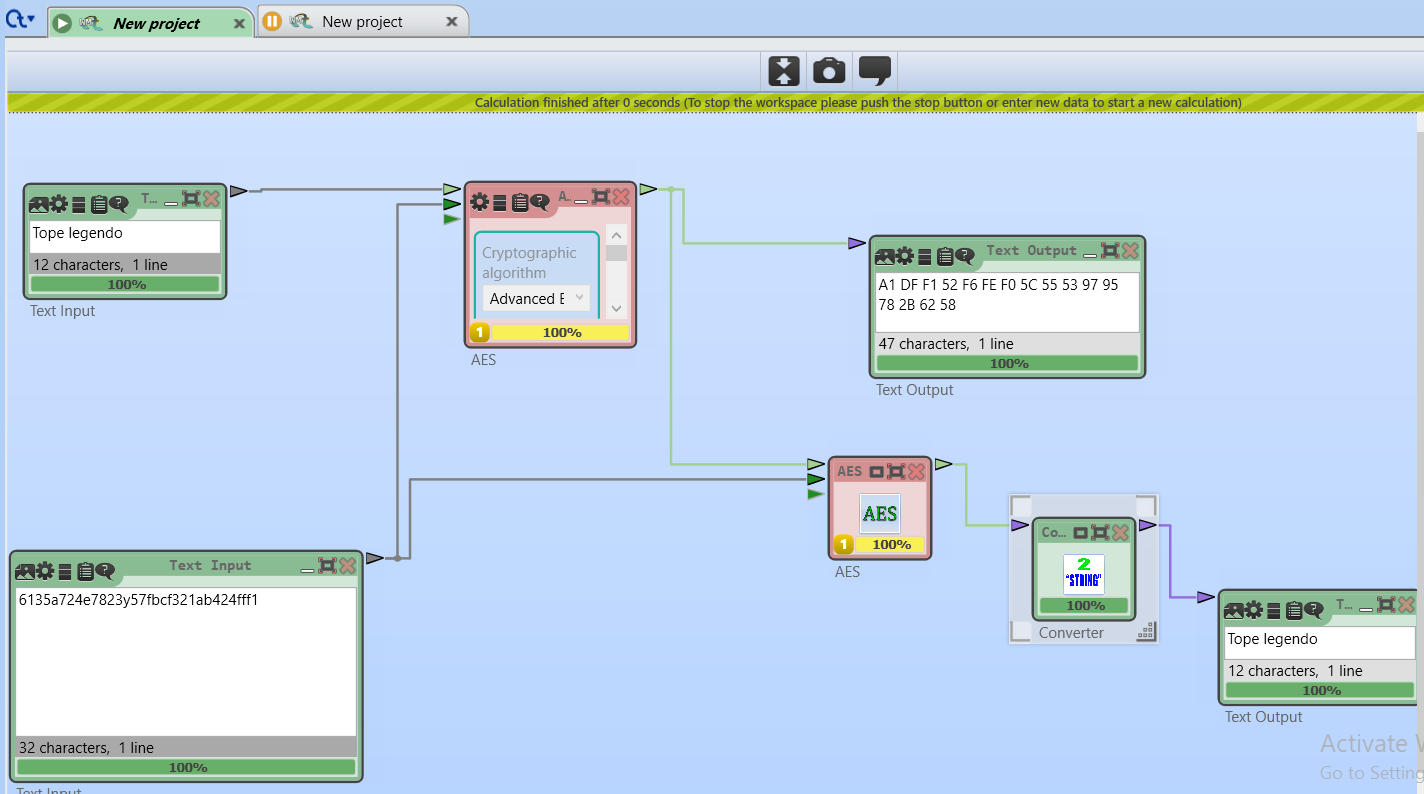 New project
New project
Calculation finished after 0 seconds (To stop the workspace please push the stop button or enter new data to start a new calculation)
T...
Tope legendo
12 characters, 1 line
100%
Text Input
A..
Cryptographic
algorithm
Advanced E
1
100%
AES
Text Output
A1 DF F1 52 F6 FE F0 5C 55 53 97 95
78 2B 62 58
47 characters, 1 line
100%
Text Output
AES
AES
1
100%
AES
Co...
2
"STRING"
100%
Converter
Text Input
6135a724e7823y57fbcf321ab424fff1
32 characters, 1 line
100%
Text Input
T...
Tope legendo
12 characters, 1 line
100%
Text Output
Activate
Go to Setting